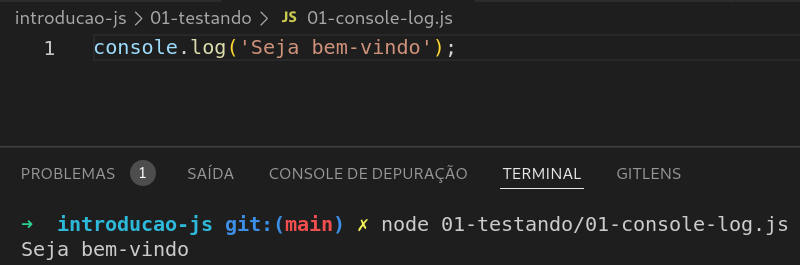 introducao-js > 01-testando > JS 01-console-log.js
1 console.log('Seja bem-vindo');
PROBLEMAS 1 SAÍDA CONSOLE DE DEPURAÇÃO TERMINAL GITLENS
➜ introducao-js git:(main) ✗ node 01-testando/01-console-log.js
Seja bem-vindo